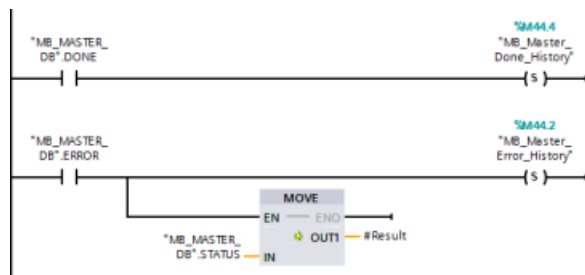 %M44.4
"MB_MASTER_
DB".DONE
"MB_Master_
Done_History"
S
%M44.2
"MB_MASTER_
DB".ERROR
"MB_Master_
Error_History"
S
MOVE
EN ENO
"MB_MASTER_
DB".STATUS IN
OUT1 #Result